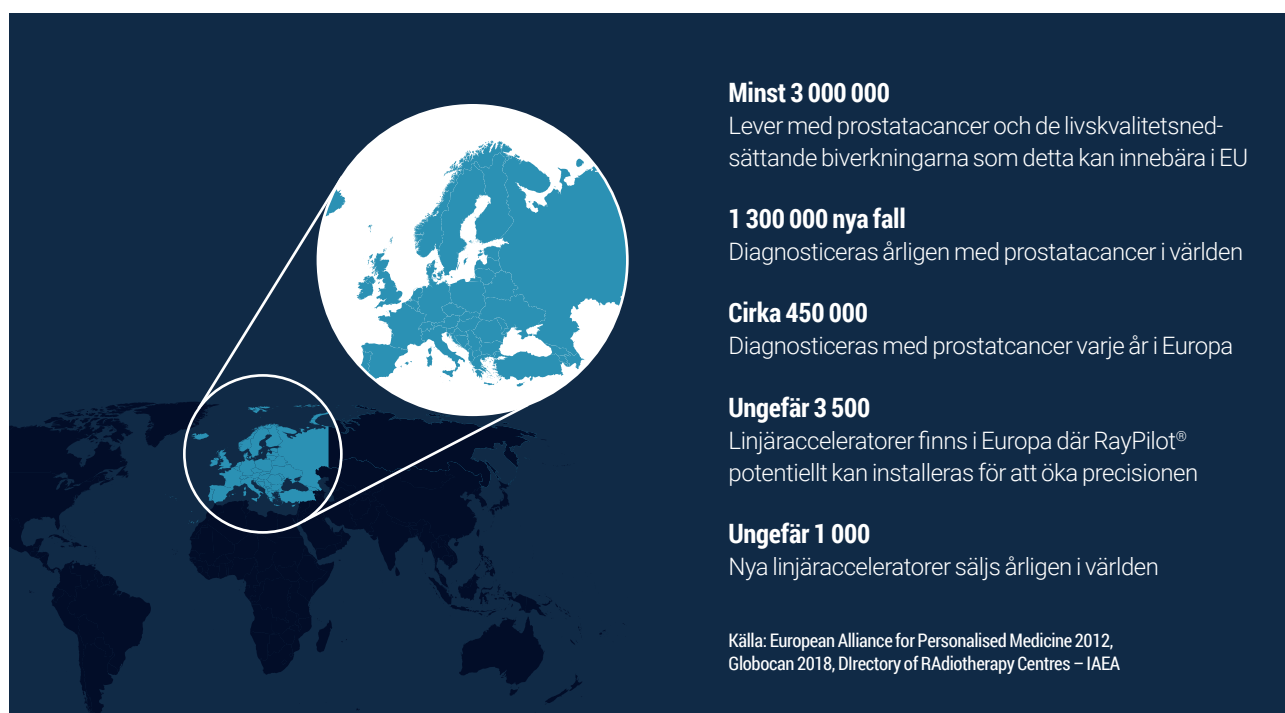 Minst 3 000 000
Lever med prostatacancer och de livskvalitetsned-
sättande biverkningarna som detta kan innebära i EU
1 300 000 nya fall
Diagnosticeras årligen med prostatacancer i världen
Cirka 450 000
Diagnosticeras med prostatcancer varje år i Europa
Ungefär 3 500
Linjäracceleratorer finns i Europa där RayPilot®
potentiellt kan installeras för att öka precisionen
Ungefär 1 000
Nya linjäracceleratorer säljs årligen i världen
Källa: European Alliance for Personalised Medicine 2012,
Globocan 2018, DIrectory of RAdiotherapy Centres – IAEA